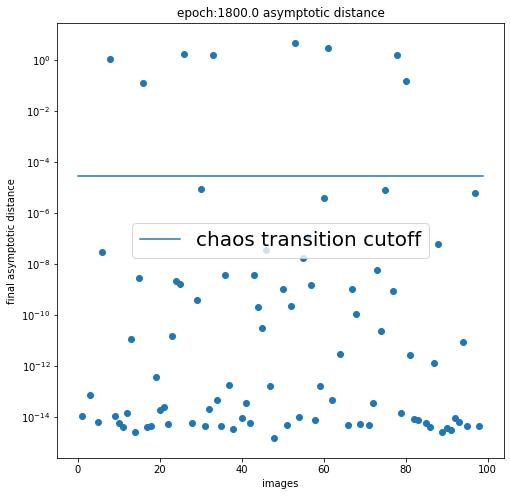 epoch:1800.0 asymptotic distance
final asymptotic distance
10^0
10^-2
10^-4
10^-6
10^-8
10^-10
10^-12
10^-14
chaos transition cutoff
0 20 40 60 80 100
images